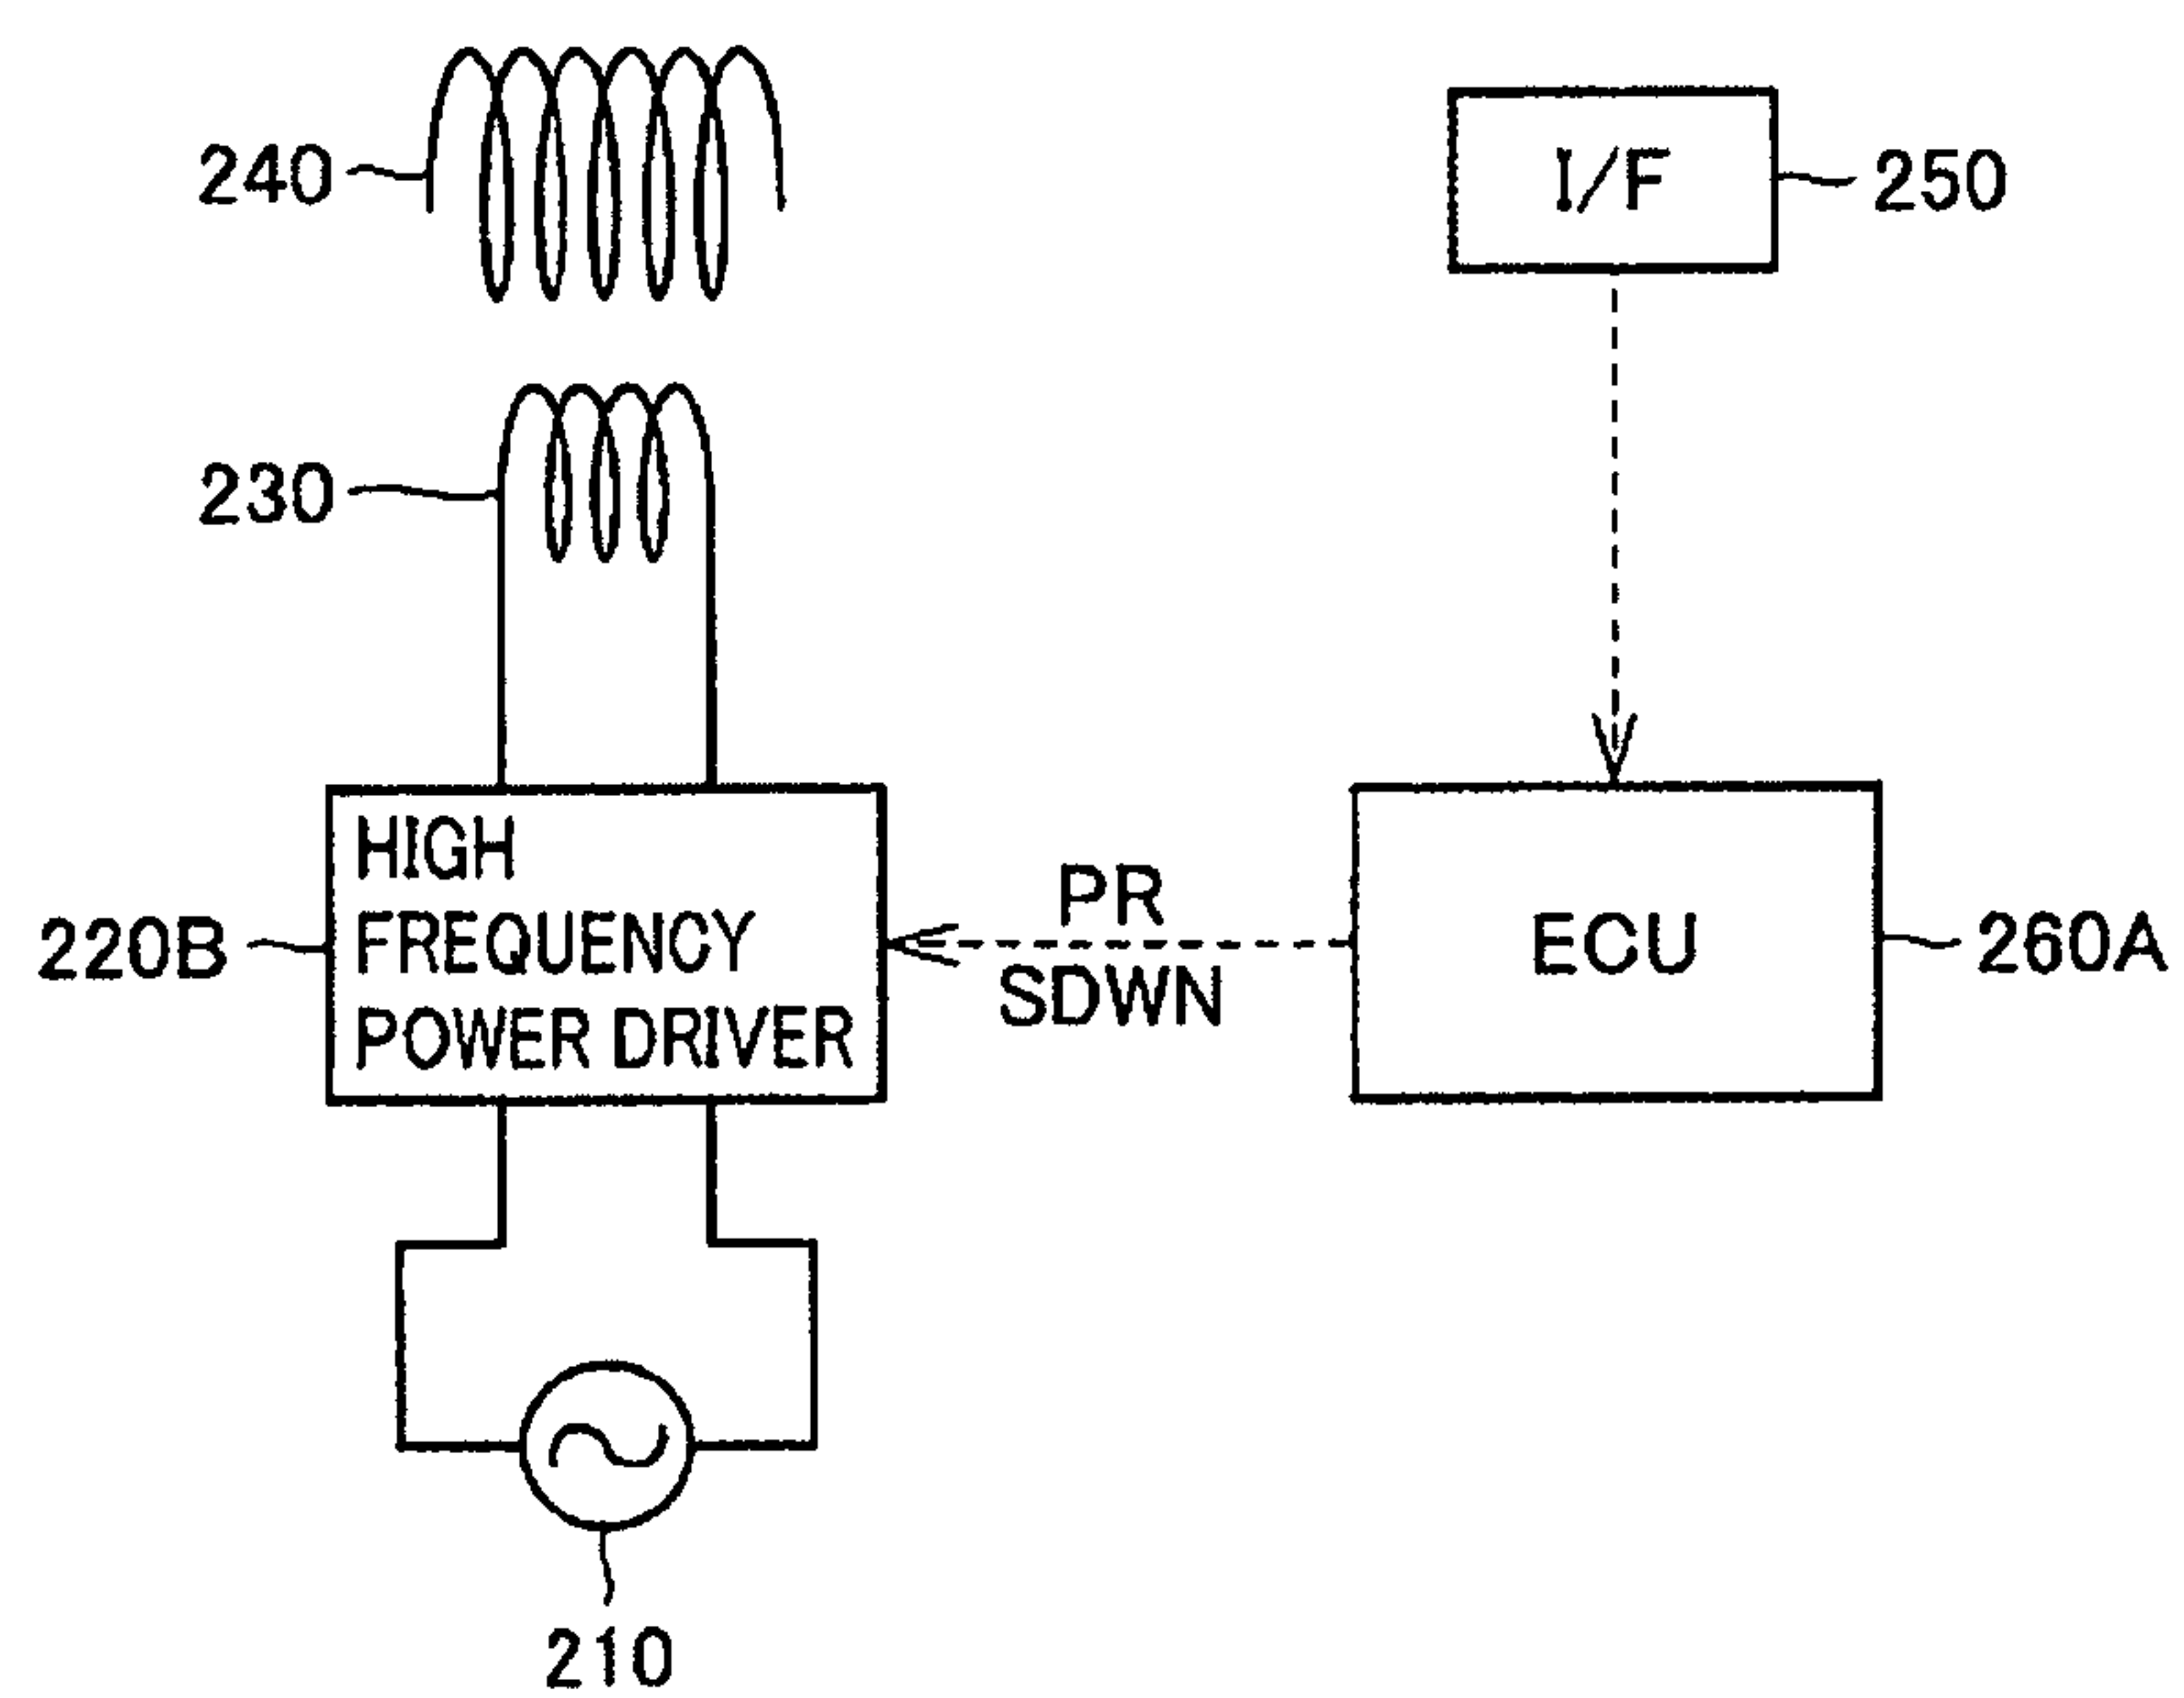 240
I/F
250
230
HIGH
FREQUENCY
POWER DRIVER
220B
PR
SDWN
ECU
260A
210